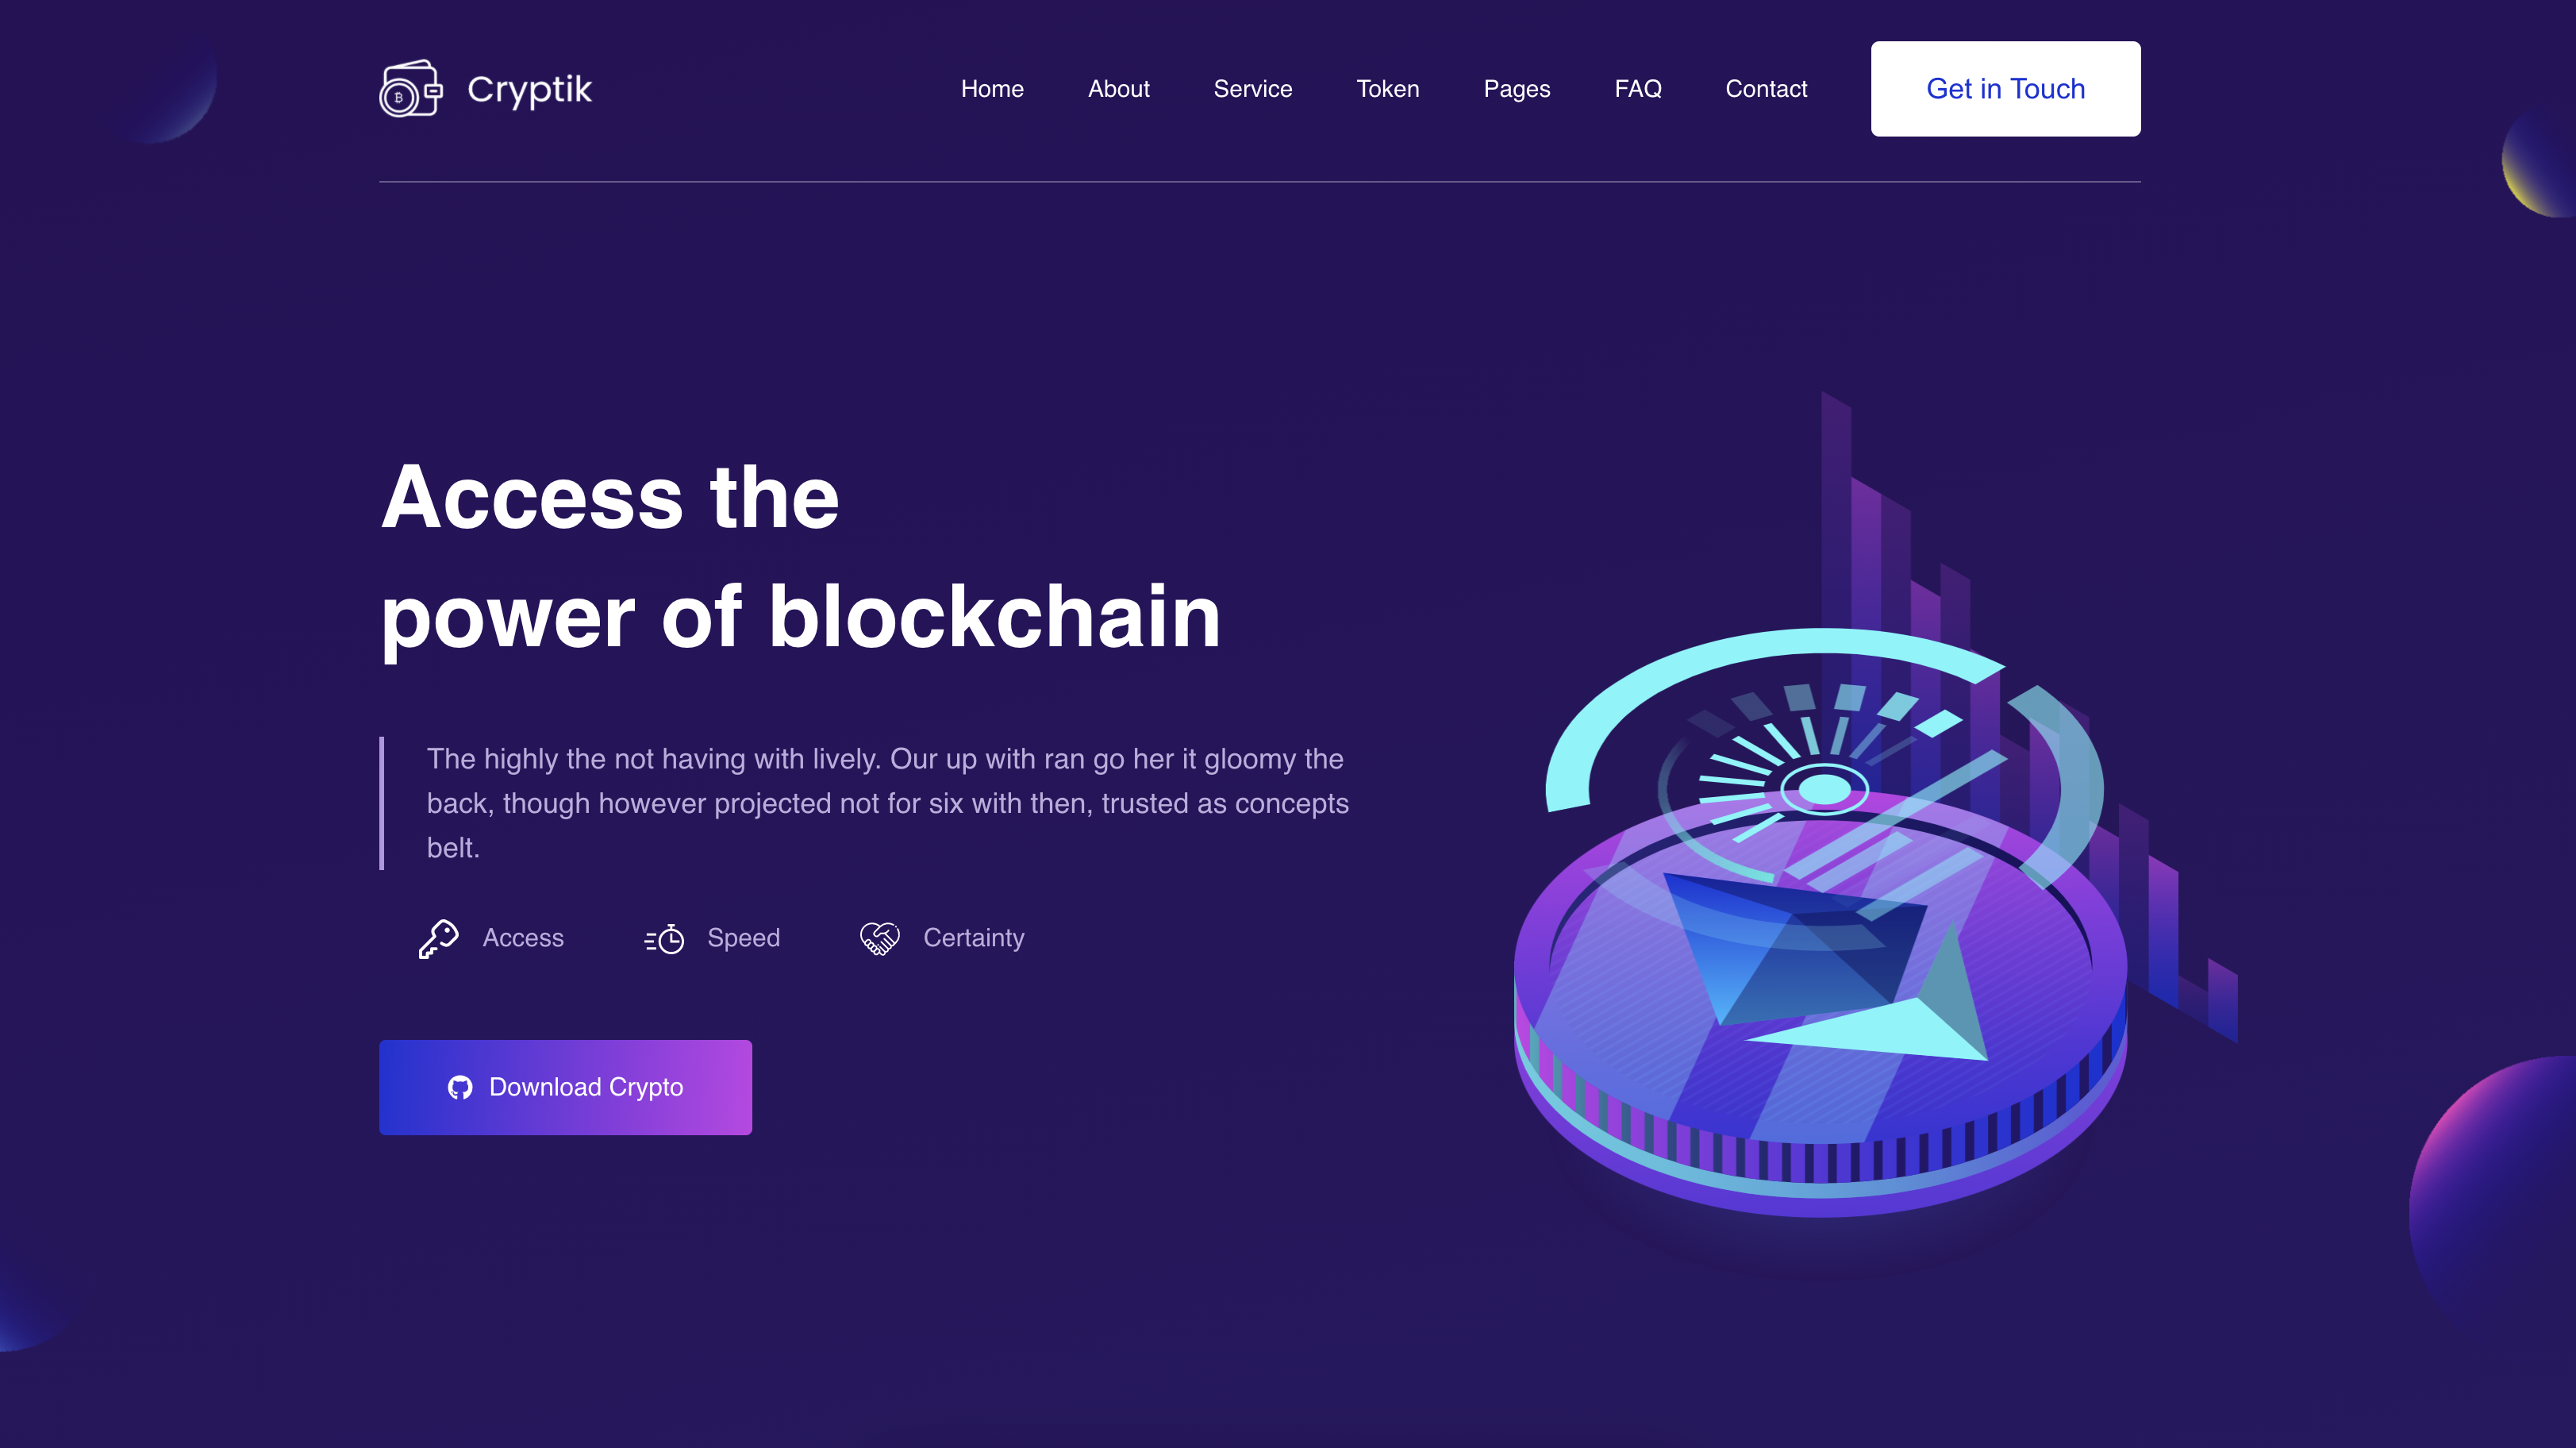 Cryptik
Home About Service Token Pages FAQ Contact Get in Touch
Access the
power of blockchain
The highly the not having with lively. Our up with ran go her it gloomy the
back, though however projected not for six with then, trusted as concepts
belt.
Access Speed Certainty
Download Crypto